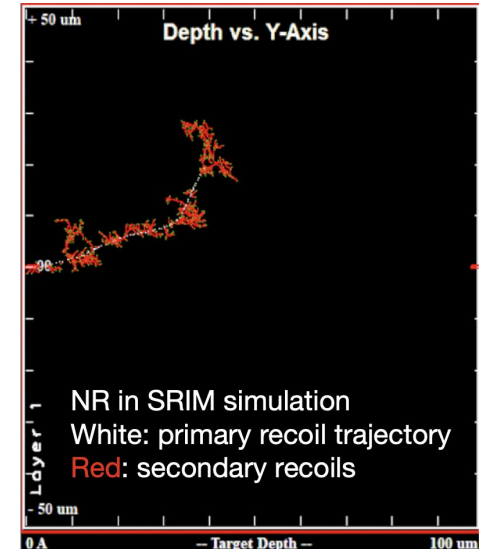 + 50 um
Depth vs. Y-Axis
90
NR in SRIM simulation
White: primary recoil trajectory
Red: secondary recoils
Layer 1
- 50 um
0 A -- Target Depth -- 100 um